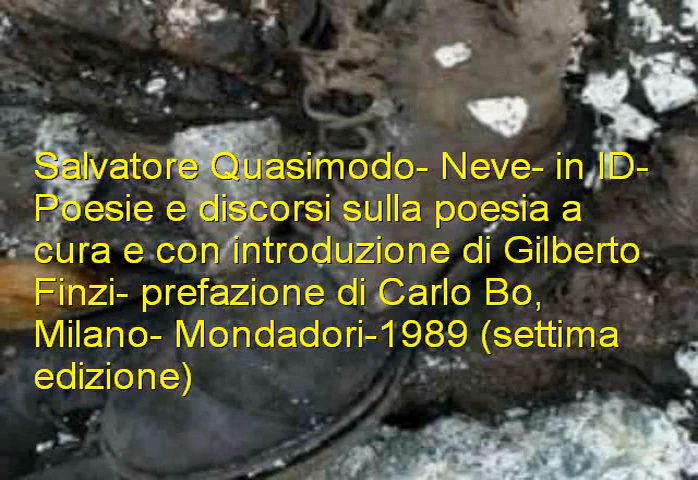 Salvatore Quasimodo- Neve- in ID-
Poesie e discorsi sulla poesia a
cura e con introduzione di Gilberto
Finzi- prefazione di Carlo Bo,
Milano- Mondadori-1989 (settima
edizione)